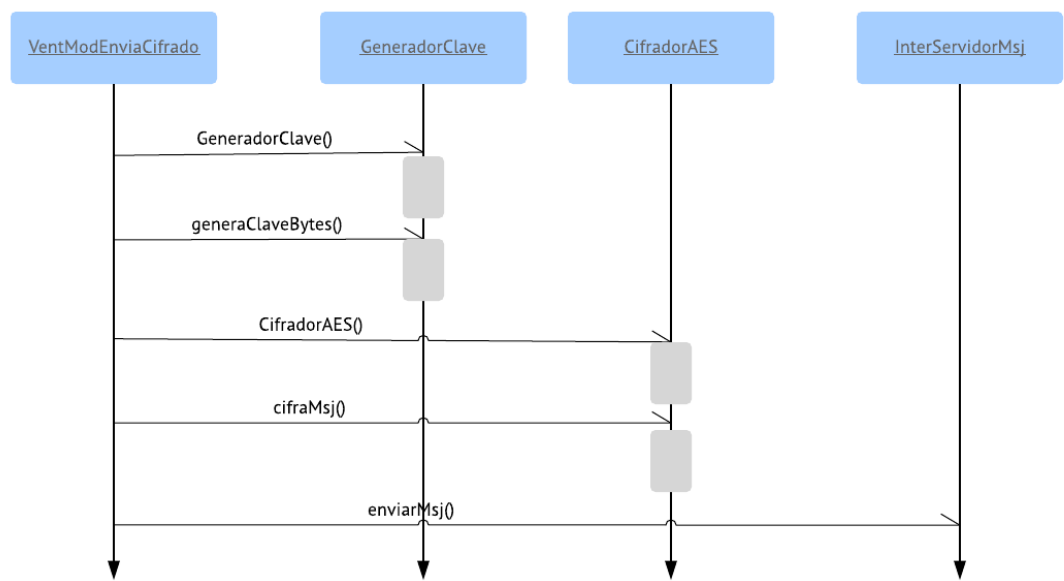 VentModEnviaCifrado
GeneradorClave
CifradorAES
InterServidorMsj
GeneradorClave()
generaClaveBytes()
CifradorAES()
cifraMsj()
enviarMsj()